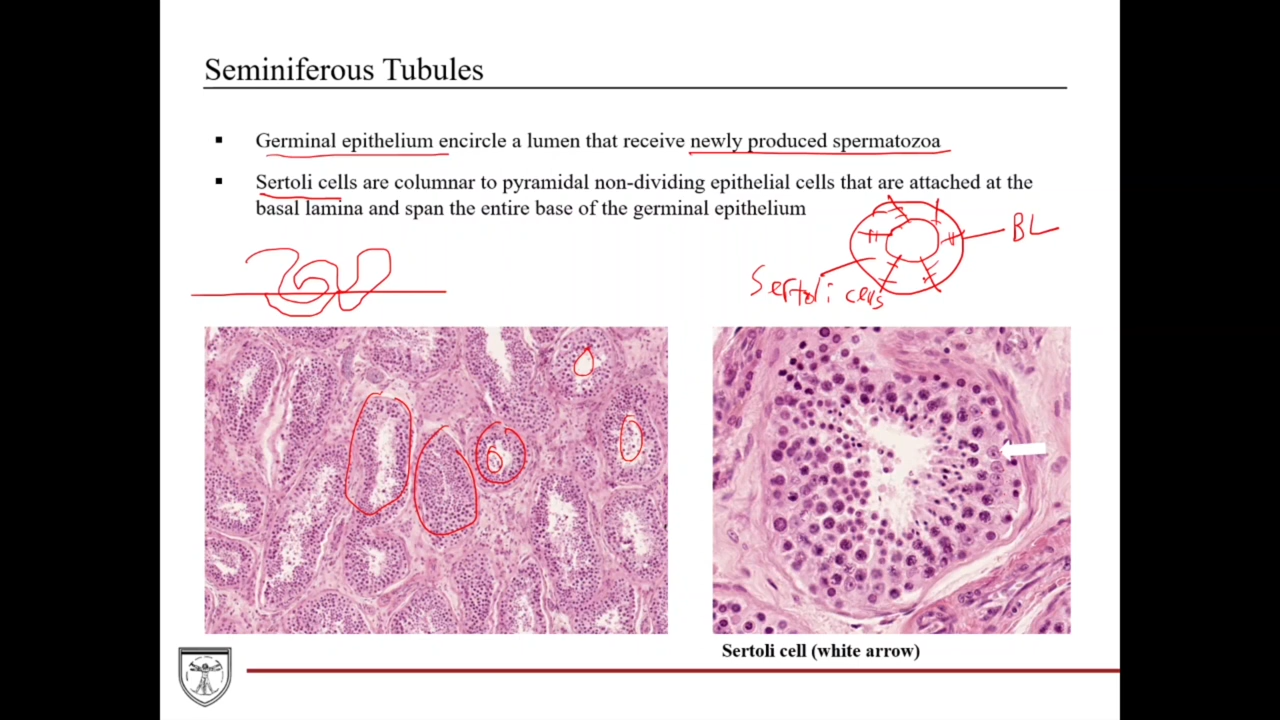 Seminiferous Tubules
▪ Germinal epithelium encircle a lumen that receive newly produced spermatozoa
▪ Sertoli cells are columnar to pyramidal non-dividing epithelial cells that are attached at the
basal lamina and span the entire base of the germinal epithelium
BL
Sertoli cells
Sertoli cell (white arrow)